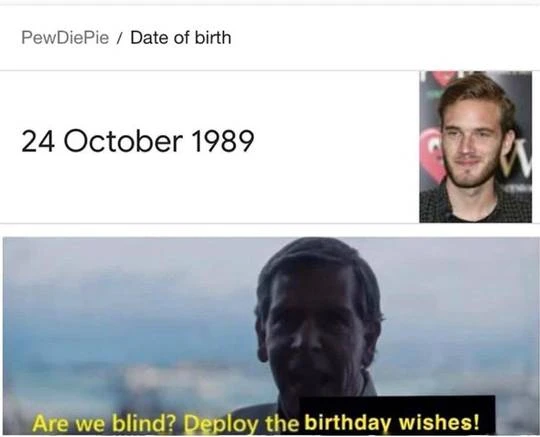 PewDiePie / Date of birth
24 October 1989
Are we blind? Deploy the birthday wishes!